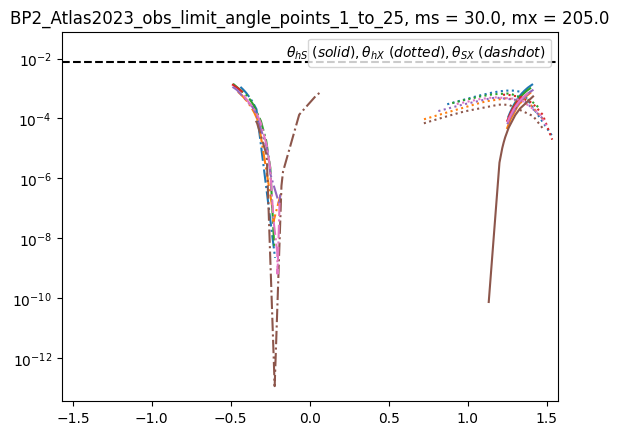 BP2_Atlas2023_obs_limit_angle_points_1_to_25, ms = 30.0, mx = 205.0
θhS (solid), θhX (dotted), θSX (dashdot)
10⁻²
10⁻⁴
10⁻⁶
10⁻⁸
10⁻¹⁰
10⁻¹²
−1.5 −1.0 −0.5 0.0 0.5 1.0 1.5